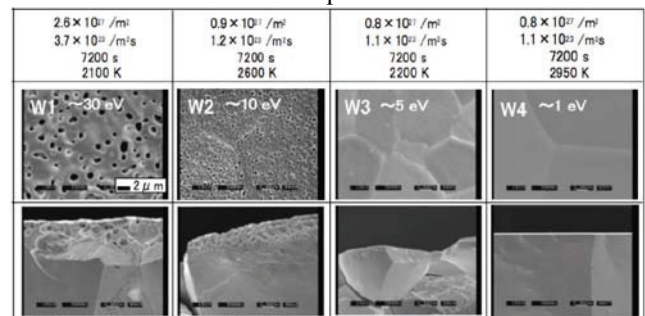 2.6 × 10²⁷ /m²
3.7 × 10²³ /m²s
7200 s
2100 K
0.9 × 10²⁷ /m²
1.2 × 10²³ /m²s
7200 s
2600 K
0.8 × 10²⁷ /m²
1.1 × 10²³ /m²s
7200 s
2200 K
0.8 × 10²⁷ /m²
1.1 × 10²³ /m²s
7200 s
2950 K
W1 ~30 eV
2 μm
W2 ~10 eV
W3 ~5 eV
W4 ~1 eV